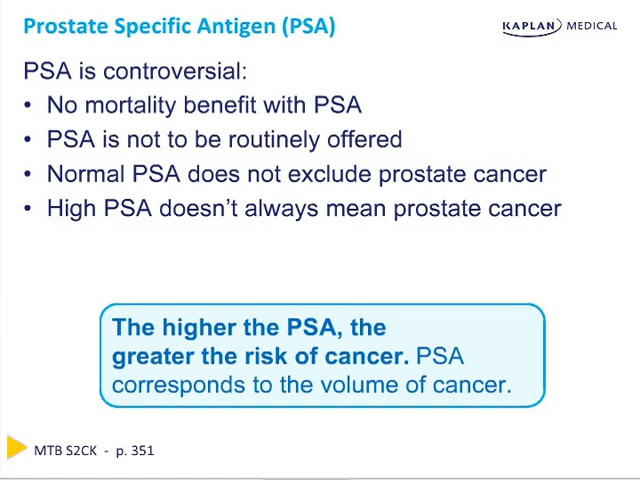 Prostate Specific Antigen (PSA)
KAPLAN MEDICAL
PSA is controversial:
• No mortality benefit with PSA
• PSA is not to be routinely offered
• Normal PSA does not exclude prostate cancer
• High PSA doesn't always mean prostate cancer
The higher the PSA, the
greater the risk of cancer. PSA
corresponds to the volume of cancer.
MTB S2CK - p. 351